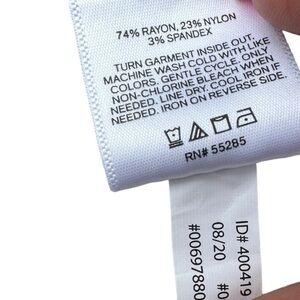 74% RAYON, 23% NYLON
3% SPANDEX
TURN GARMENT INSIDE OUT.
MACHINE WASH COLD WITH LIKE
COLORS. GENTLE CYCLE. ONLY
NON-CHLORINE BLEACH WHEN
NEEDED. LINE DRY. COOL IRON IF
NEEDED. IRON ON REVERSE SIDE.
RN# 55285
ID# 400419
08/20 #0
#00697880